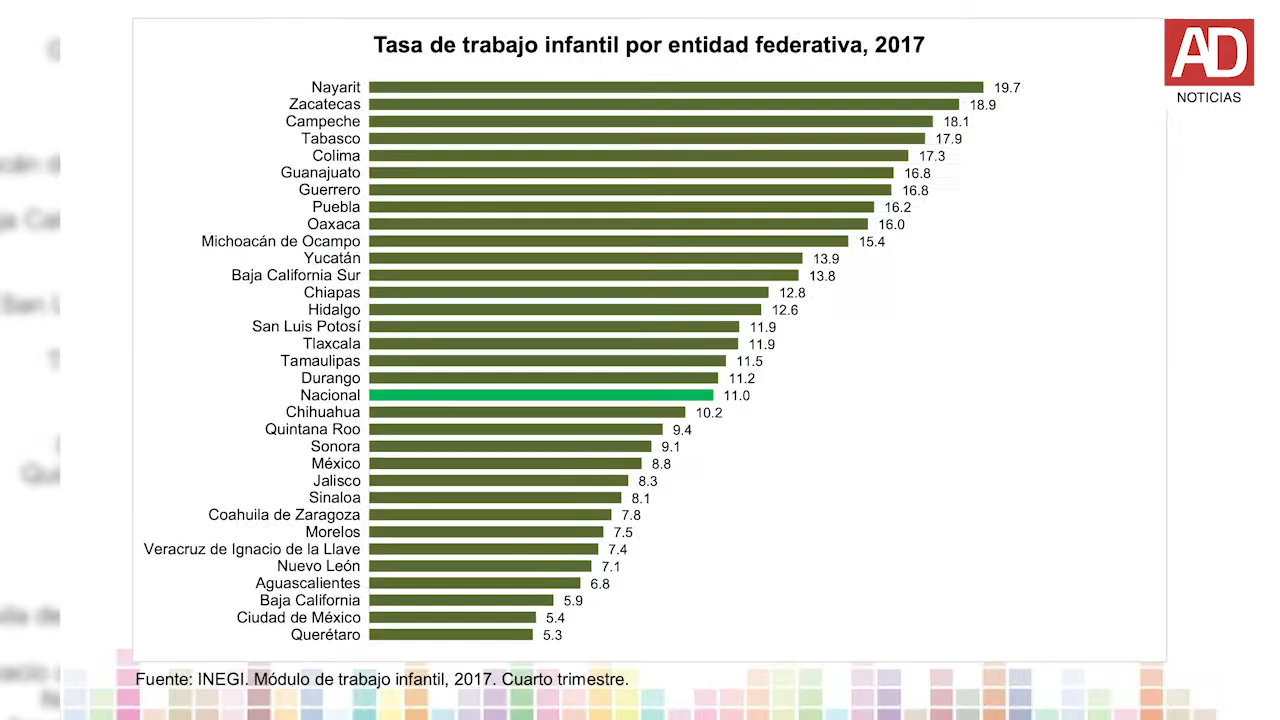 Tasa de trabajo infantil por entidad federativa, 2017
AD
NOTICIAS
Nayarit 19.7
Zacatecas 18.9
Campeche 18.1
Tabasco 17.9
Colima 17.3
Guanajuato 16.8
Guerrero 16.8
Puebla 16.2
Oaxaca 16.0
Michoacán de Ocampo 15.4
Yucatán 13.9
Baja California Sur 13.8
Chiapas 12.8
Hidalgo 12.6
San Luis Potosí 11.9
Tlaxcala 11.9
Tamaulipas 11.5
Durango 11.2
Nacional 11.0
Chihuahua 10.2
Quintana Roo 9.4
Sonora 9.1
México 8.8
Jalisco 8.3
Sinaloa 8.1
Coahuila de Zaragoza 7.8
Morelos 7.5
Veracruz de Ignacio de la Llave 7.4
Nuevo León 7.1
Aguascalientes 6.8
Baja California 5.9
Ciudad de México 5.4
Querétaro 5.3
Fuente: INEGI. Módulo de trabajo infantil, 2017. Cuarto trimestre.